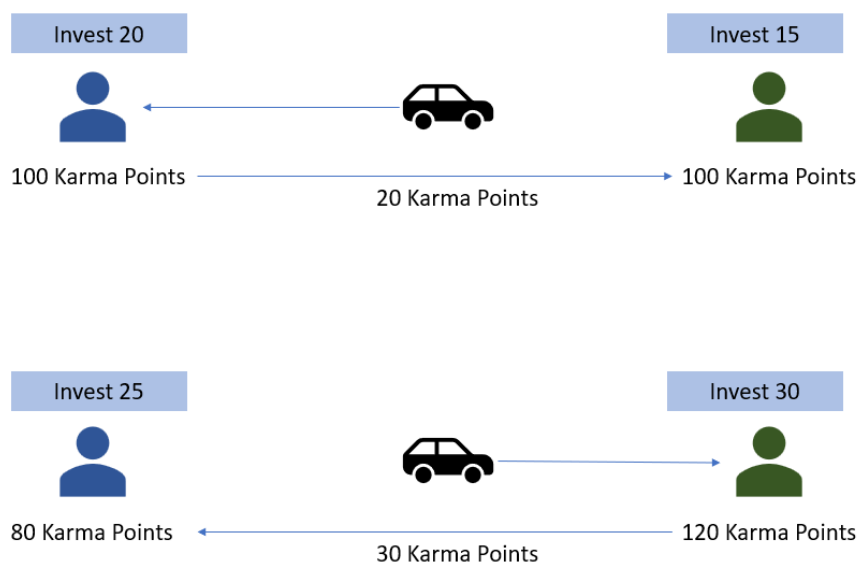 Invest 20
Invest 15
100 Karma Points
100 Karma Points
20 Karma Points
Invest 25
Invest 30
80 Karma Points
120 Karma Points
30 Karma Points